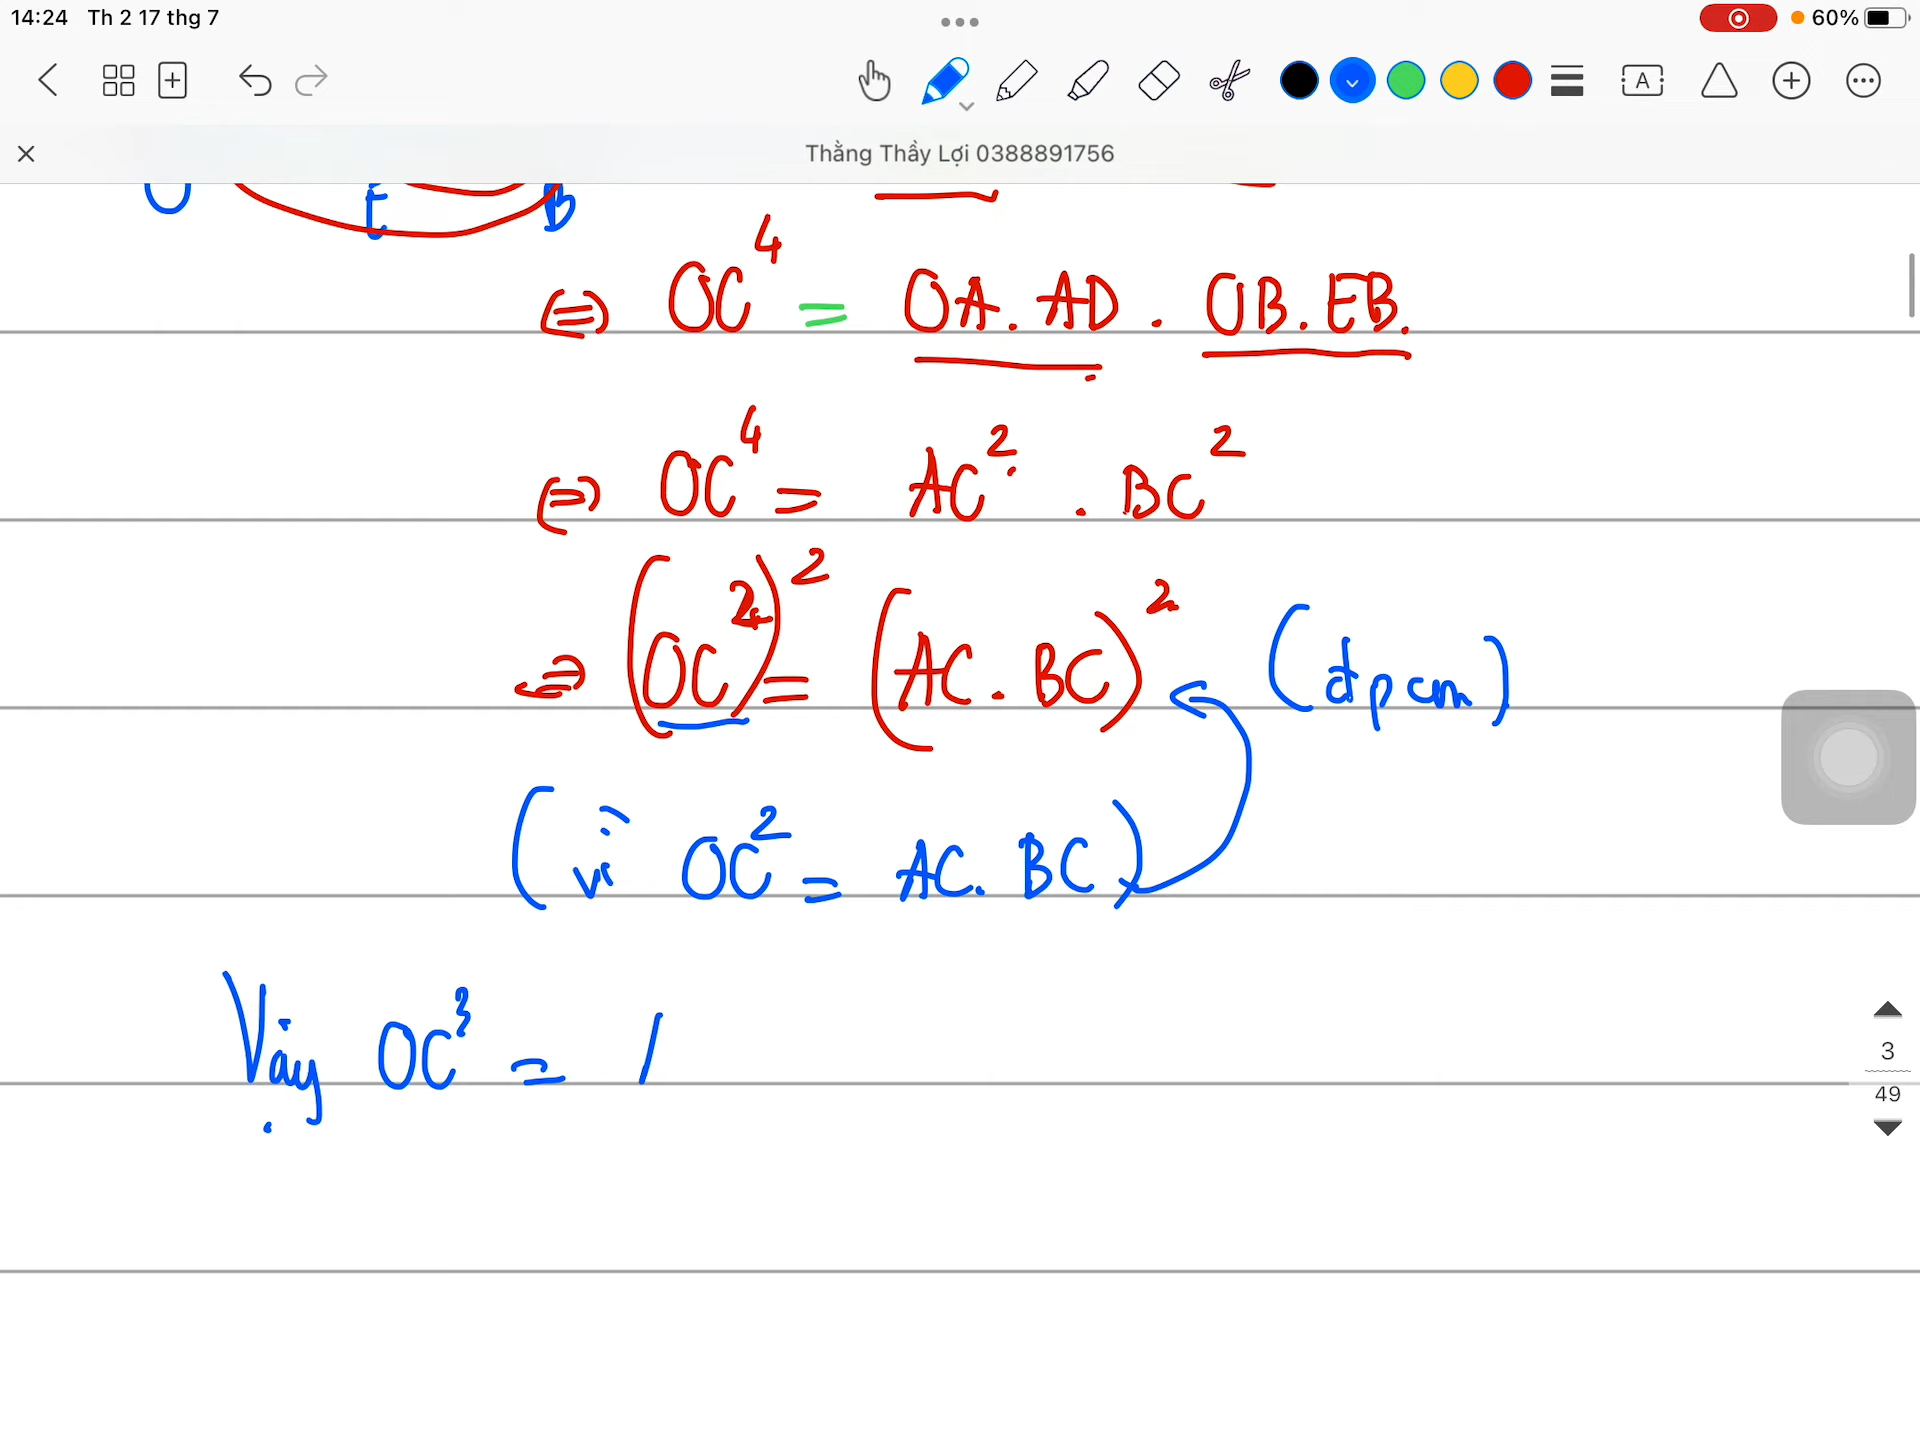 14:24 Th 2 17 thg 7
60%
A
Thằng Thầy Lợi 0388891756
O E B
⇔ OC⁴ = OA. AD . OB. EB.
⇔ OC⁴ = AC² . BC²
⇔ (OC²)² = (AC. BC)² (đpcm)
(vì OC² = AC. BC)
3
49
Vậy OC³ =